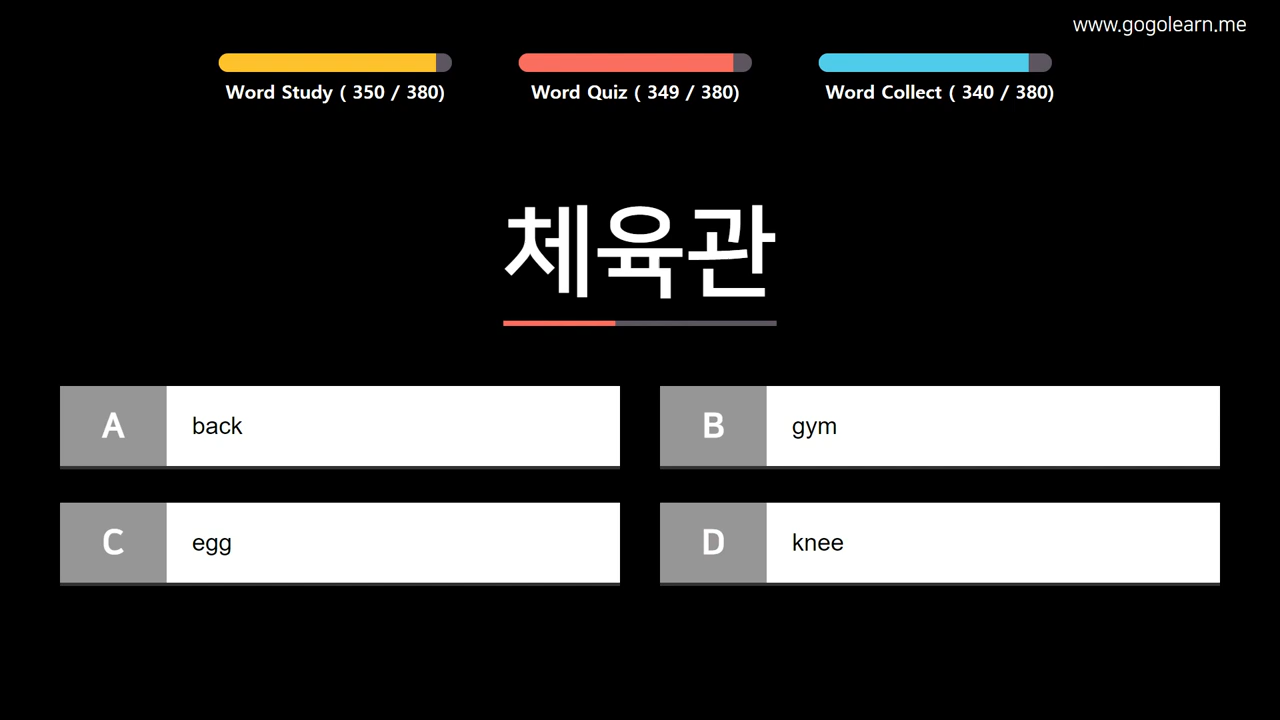 www.gogolearn.me
Word Study ( 350 / 380)
Word Quiz ( 349 / 380)
Word Collect ( 340 / 380)
체육관
A back
B gym
C egg
D knee